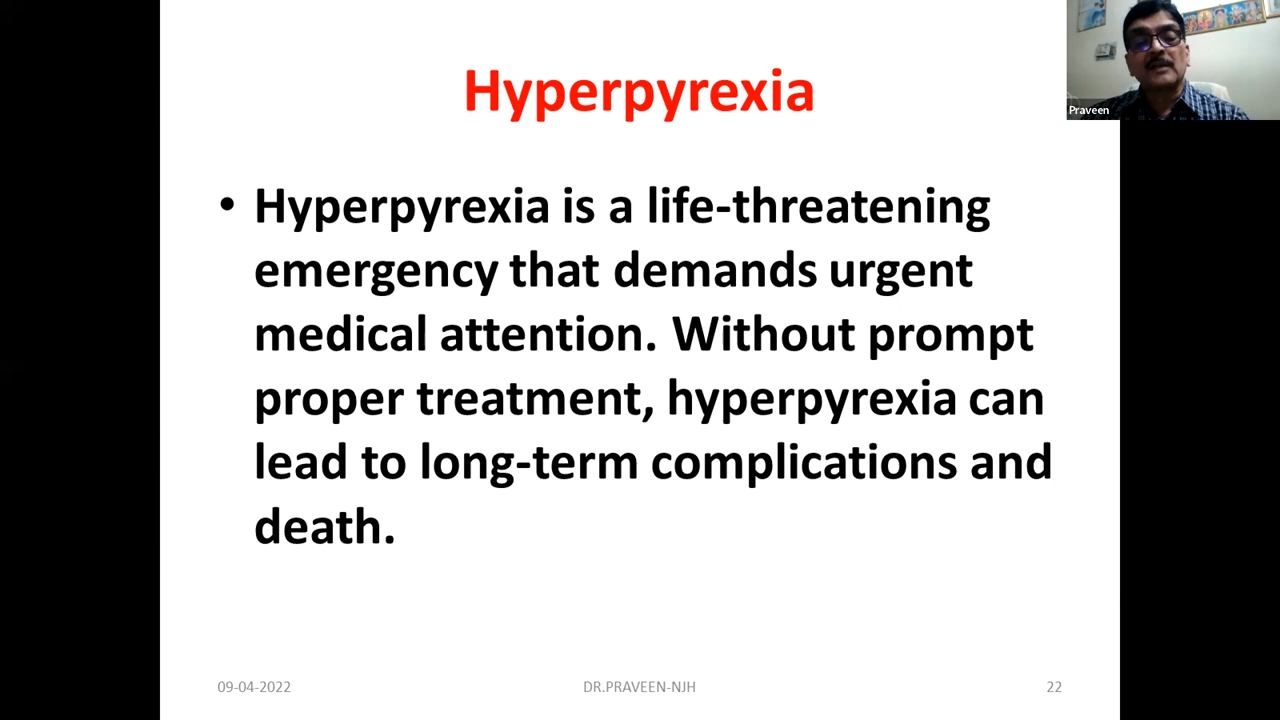 Hyperpyrexia
Praveen
• Hyperpyrexia is a life-threatening
emergency that demands urgent
medical attention. Without prompt
proper treatment, hyperpyrexia can
lead to long-term complications and
death.
09-04-2022
DR.PRAVEEN-NJH
22